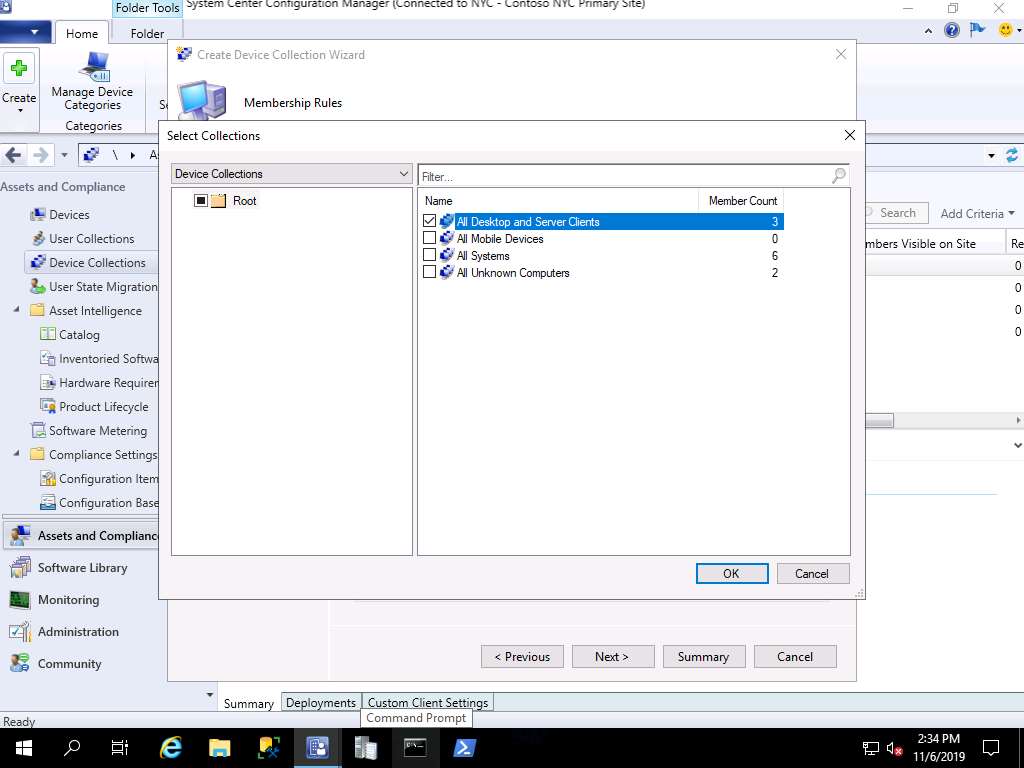 Folder Tools
System Center Configuration Manager (Connected to NYC - Contoso NYC Primary Site)
Home
Folder
Create
Manage Device
Categories
Categories
Create Device Collection Wizard
Membership Rules
Select Collections
\
Assets and Compliance
Devices
User Collections
Device Collections
User State Migration
Asset Intelligence
Catalog
Inventoried Softwa
Hardware Requirer
Product Lifecycle
Software Metering
Compliance Settings
Configuration Item
Configuration Base
Assets and Compliance
Software Library
Monitoring
Administration
Community
Device Collections
Filter...
Root
Name
Member Count
All Desktop and Server Clients
3
All Mobile Devices
0
All Systems
6
All Unknown Computers
2
OK
Cancel
Search
Add Criteria
mbers Visible on Site
Re
0
0
0
0
< Previous
Next >
Summary
Cancel
Summary
Deployments
Custom Client Settings
Command Prompt
Ready
2:34 PM
11/6/2019